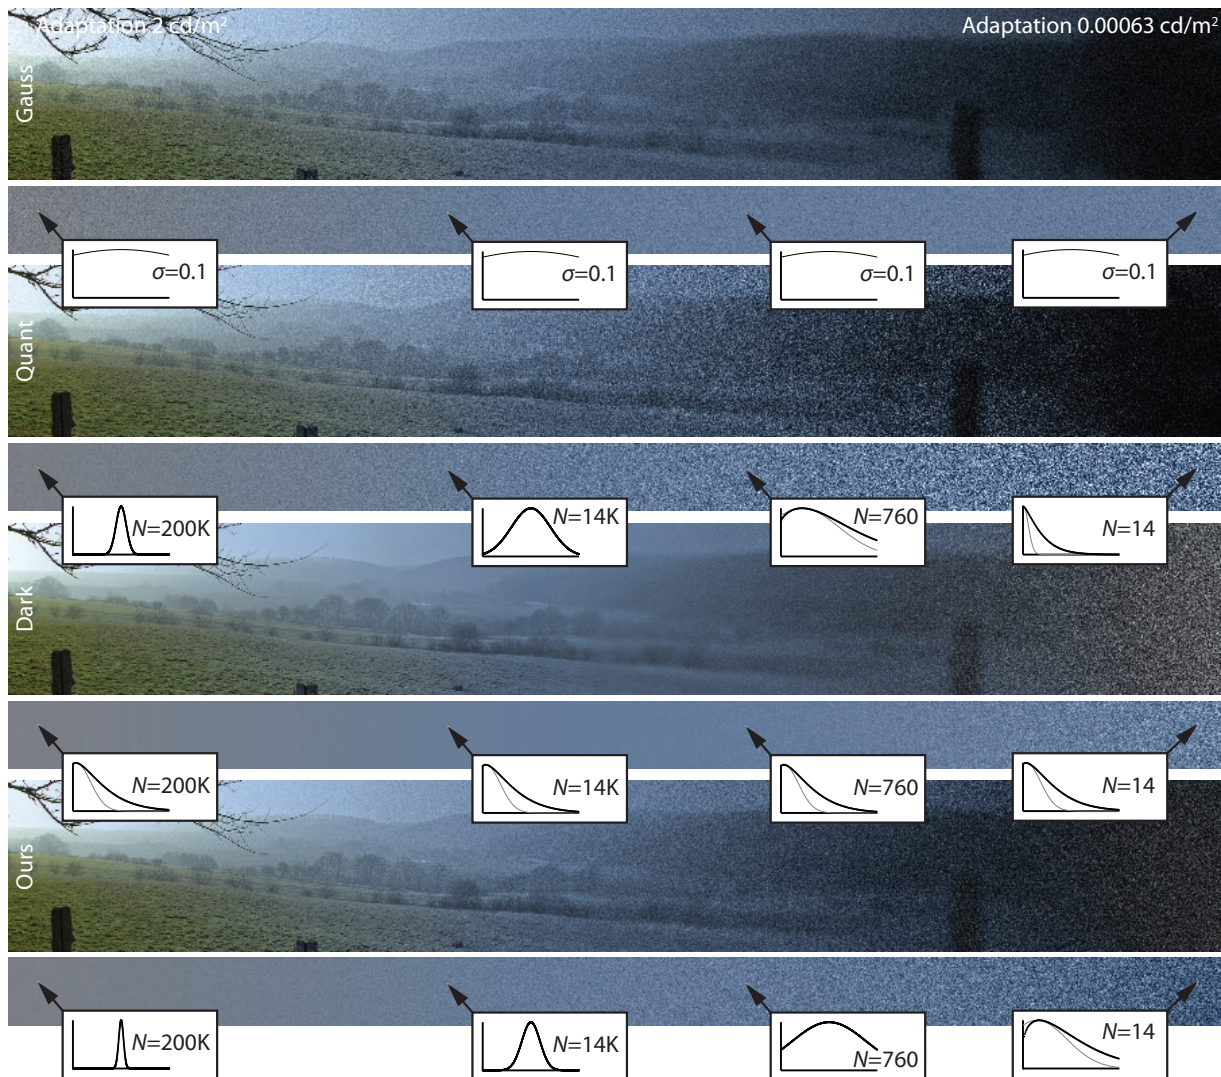 Adaptation 2 cd/m²
Adaptation 0.00063 cd/m²
Gauss
σ=0.1
σ=0.1
σ=0.1
σ=0.1
Quant
N=200K
N=14K
N=760
N=14
Dark
N=200K
N=14K
N=760
N=14
Ours
N=200K
N=14K
N=760
N=14